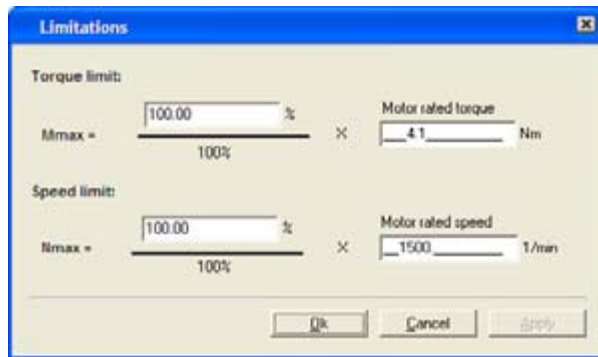 Limitations
Torque limit:
Motor rated torque
100.00 %
Mmax = × 4.1 Nm
100%
Speed limit:
Motor rated speed
100.00 %
Nmax = × 1500 1/min
100%
Ok Cancel Apply